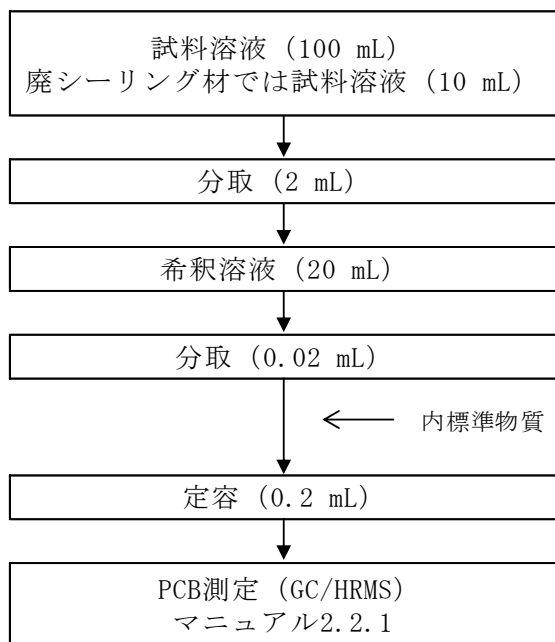 試料溶液 (100 mL)
廃シーリング材では試料溶液 (10 mL)
分取 (2 mL)
希釈溶液 (20 mL)
分取 (0.02 mL)
内標準物質
定容 (0.2 mL)
PCB測定 (GC/HRMS)
マニュアル2.2.1